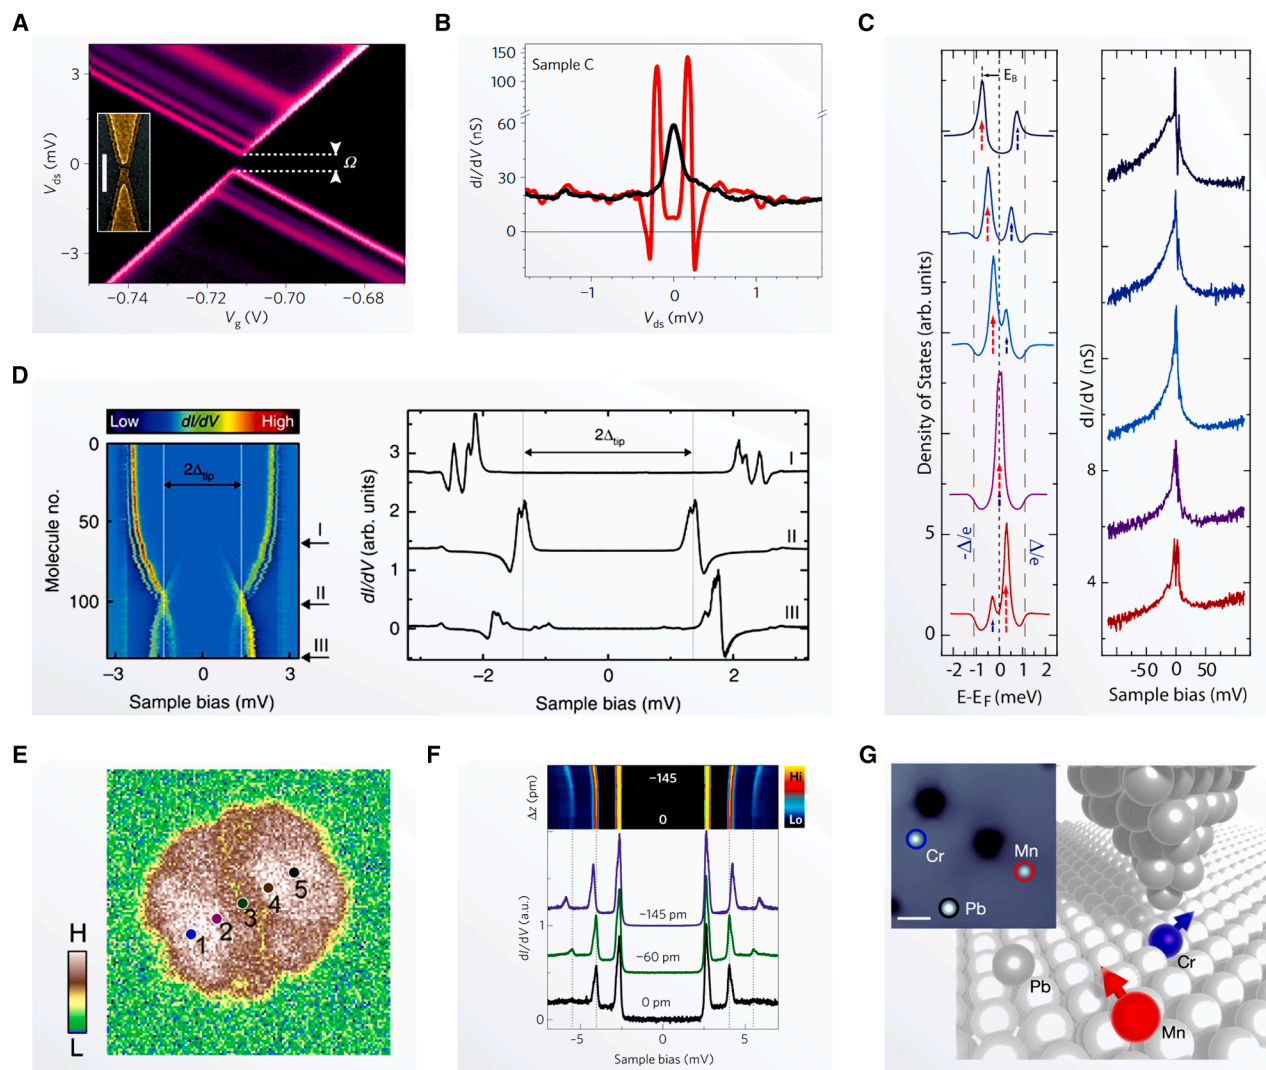 A
3
0
−3
V_ds (mV)
Ω
−0.74
−0.72
−0.70
−0.68
V_g (V)
B
Sample C
150
100
60
30
0
dI/dV (nS)
−1
0
1
V_ds (mV)
C
E_B
Density of States (arb. units)
5
0
-Δ/e
Δ/e
-2 -1 0 1 2
E-E_F (meV)
dI/dV (nS)
8
4
-50 0 50
Sample bias (mV)
D
Low dI/dV High
0
50
100
Molecule no.
2Δ_tip
I
II
III
−3
0
3
Sample bias (mV)
3
2
1
0
dI/dV (arb. units)
2Δ_tip
I
II
III
−2
0
2
Sample bias (mV)
E
H
L
1
2
3
4
5
F
Δz (pm)
−145
0
Hi
Lo
dI/dV (a.u.)
1
0
−145 pm
−60 pm
0 pm
−5
0
5
Sample bias (mV)
G
Cr
Mn
Pb
Cr
Pb
Mn